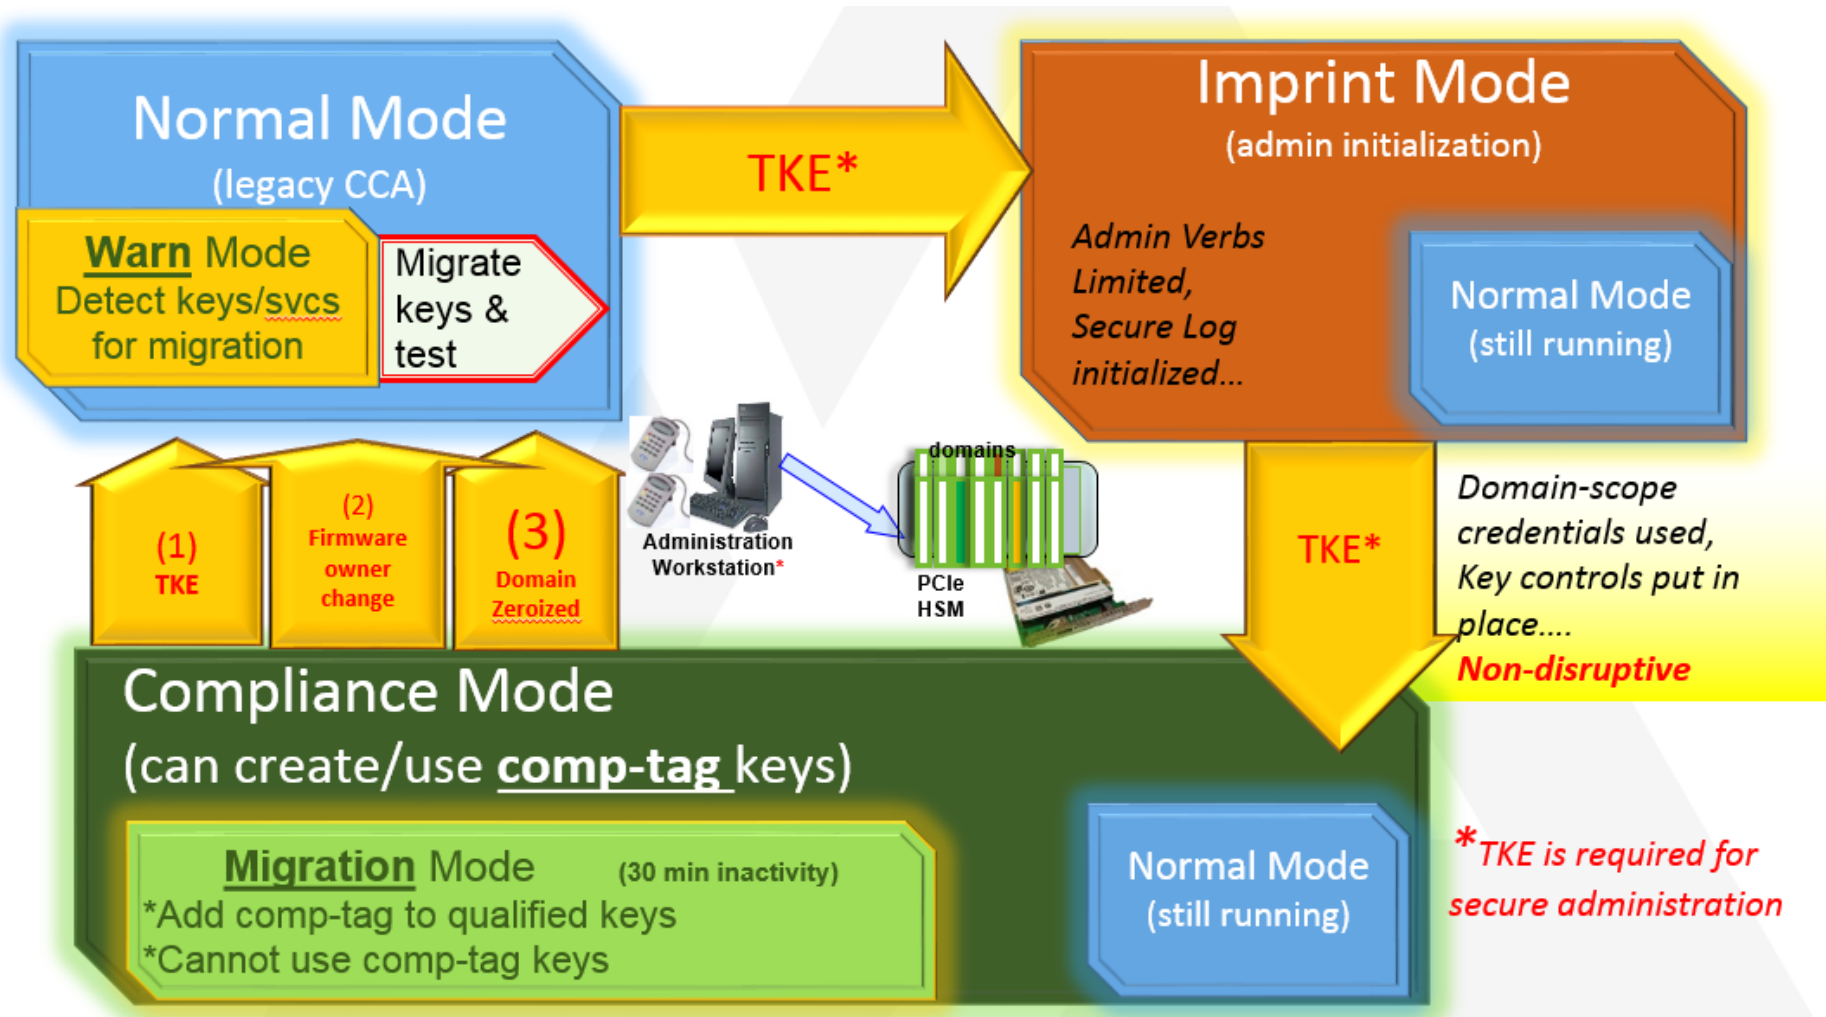 Normal Mode
(legacy CCA)
Warn Mode
Detect keys/svcs
for migration
Migrate
keys &
test
TKE*
Imprint Mode
(admin initialization)
Admin Verbs
Limited,
Secure Log
initialized...
Normal Mode
(still running)
(1)
TKE
(2)
Firmware
owner
change
(3)
Domain
Zeroized
Administration
Workstation*
domains
PCIe
HSM
TKE*
Domain-scope
credentials used,
Key controls put in
place....
Non-disruptive
Compliance Mode
(can create/use comp-tag keys)
Migration Mode (30 min inactivity)
*Add comp-tag to qualified keys
*Cannot use comp-tag keys
Normal Mode
(still running)
*TKE is required for
secure administration